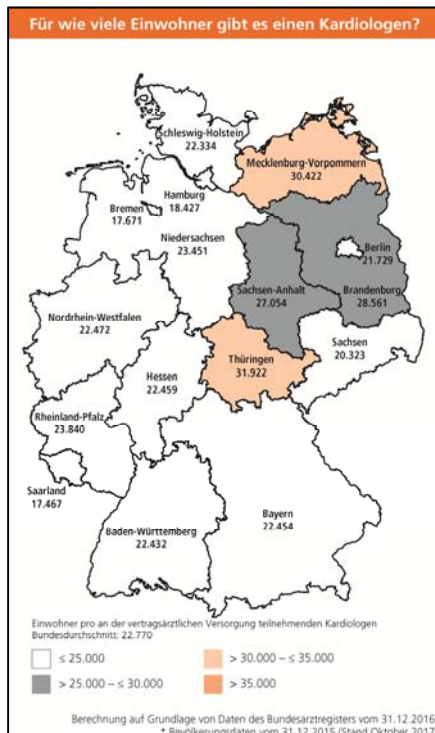 Für wie viele Einwohner gibt es einen Kardiologen?
Schleswig-Holstein
22.334
Mecklenburg-Vorpommern
30.422
Hamburg
18.427
Bremen
17.671
Niedersachsen
23.451
Berlin
21.729
Sachsen-Anhalt
27.054
Brandenburg
28.561
Nordrhein-Westfalen
22.472
Sachsen
20.323
Thüringen
31.922
Hessen
22.459
Rheinland-Pfalz
23.840
Saarland
17.467
Bayern
22.454
Baden-Württemberg
22.432
Einwohner pro an der vertragsärztlichen Versorgung teilnehmenden Kardiologen
Bundesdurchschnitt: 22.770
≤ 25.000
> 30.000 – ≤ 35.000
> 25.000 – ≤ 30.000
> 35.000
Berechnung auf Grundlage von Daten des Bundesarztregisters vom 31.12.2016
* Bevölkerungsdaten vom 31.12.2015 (Stand Oktober 2017